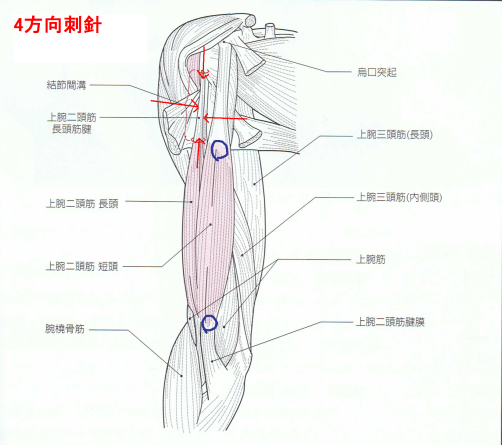 4方向刺針
結節間溝
上腕二頭筋
長頭筋腱
上腕二頭筋 長頭
上腕二頭筋 短頭
腕橈骨筋
烏口突起
上腕三頭筋(長頭)
上腕三頭筋(内側頭)
上腕筋
上腕二頭筋腱膜